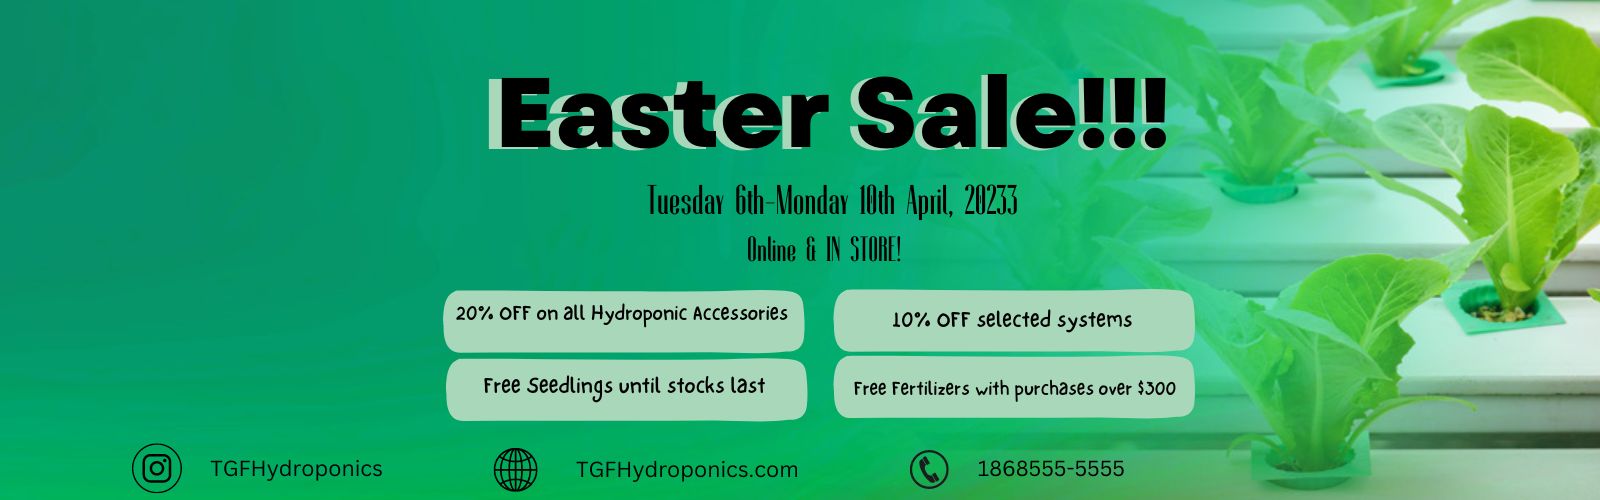 Easter Sale!!!
Tuesday 6th-Monday 10th April, 20233
Online & IN STORE!
20% OFF on all Hydroponic Accessories
10% OFF selected systems
Free Seedlings until stocks last
Free Fertilizers with purchases over $300
TGFHydroponics
TGFHydroponics.com
1868555-5555